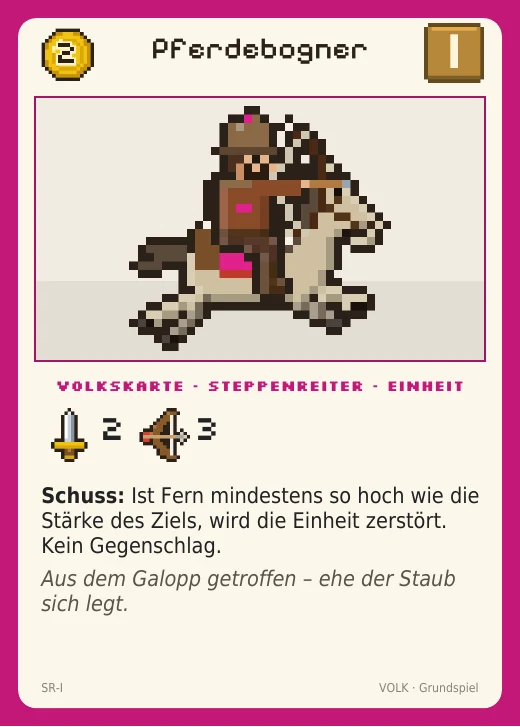 2
Pferdebogner
I
VOLKSKARTE - STEPPENREITER - EINHEIT
2
3
Schuss: Ist Fern mindestens so hoch wie die
Stärke des Ziels, wird die Einheit zerstört.
Kein Gegenschlag.
Aus dem Galopp getroffen – ehe der Staub
sich legt.
SR-I
VOLK · Grundspiel